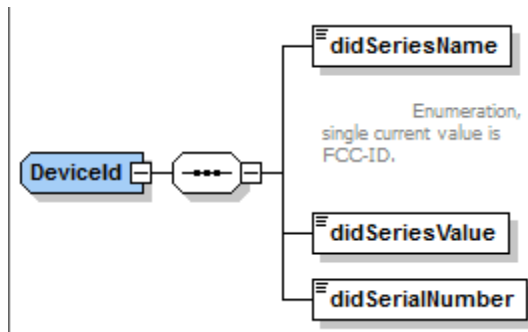 didSeriesName
Enumeration,
single current value is
FCC-ID.
DeviceId
didSeriesValue
didSerialNumber